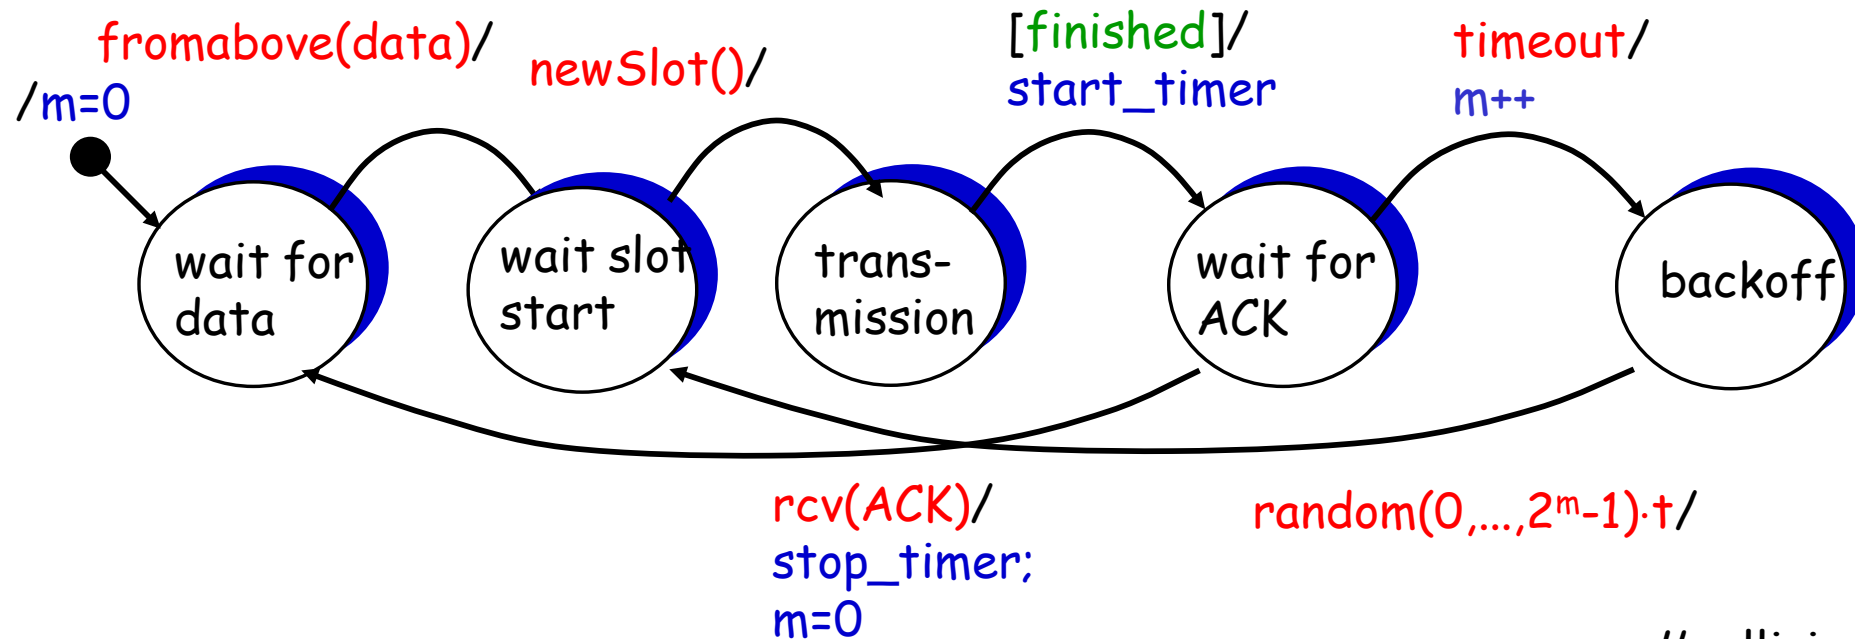 fromabove(data)/
/m=0
newSlot()/
[finished]/
start_timer
timeout/
m++
wait for
data
wait slot
start
trans-
mission
wait for
ACK
backoff
rcv(ACK)/
stop_timer;
m=0
random(0,...,2ᵐ-1)·t/